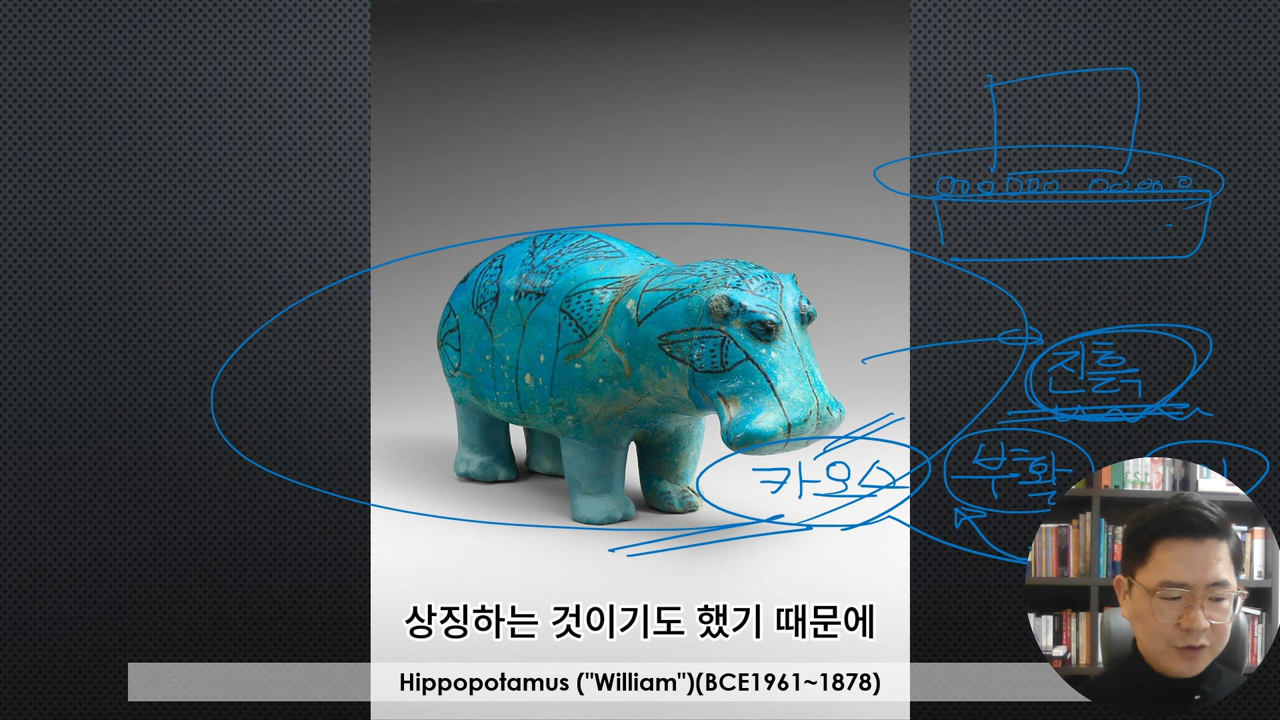 진흙
카오스
부활
상징하는 것이기도 했기 때문에
Hippopotamus ("William")(BCE1961~1878)